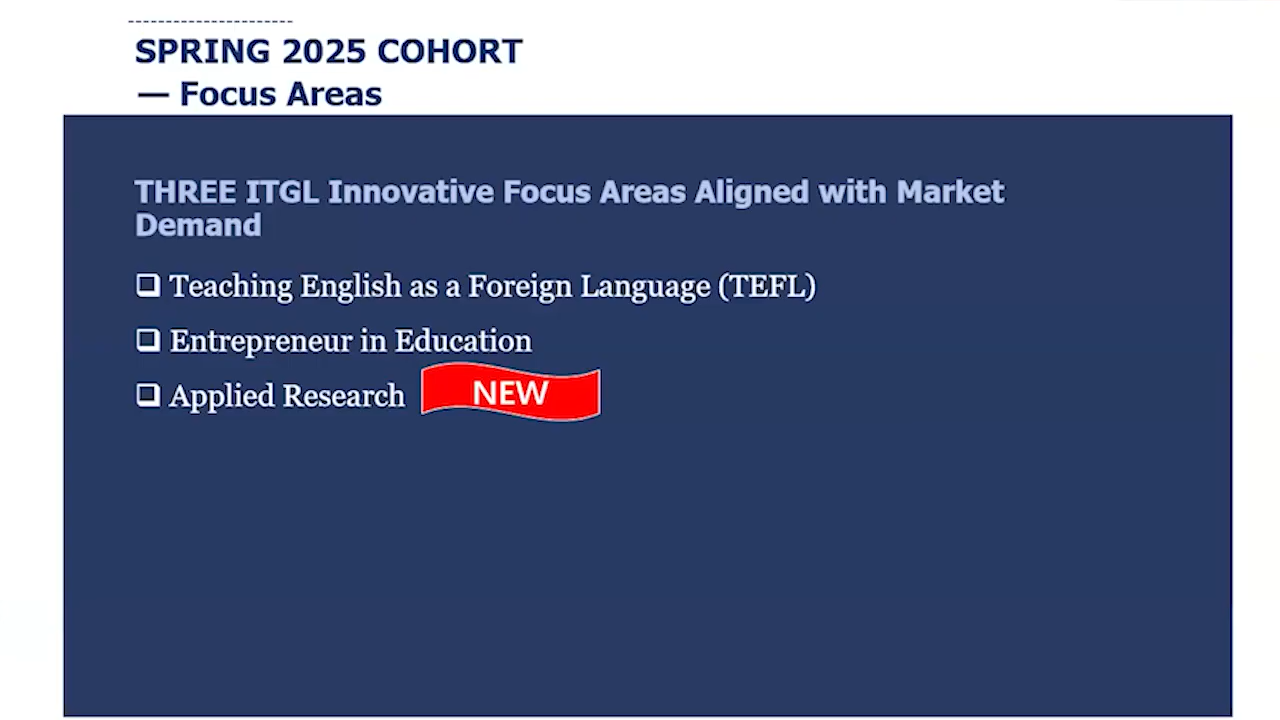 SPRING 2025 COHORT
— Focus Areas
THREE ITGL Innovative Focus Areas Aligned with Market
Demand
❑ Teaching English as a Foreign Language (TEFL)
❑ Entrepreneur in Education
❑ Applied Research NEW